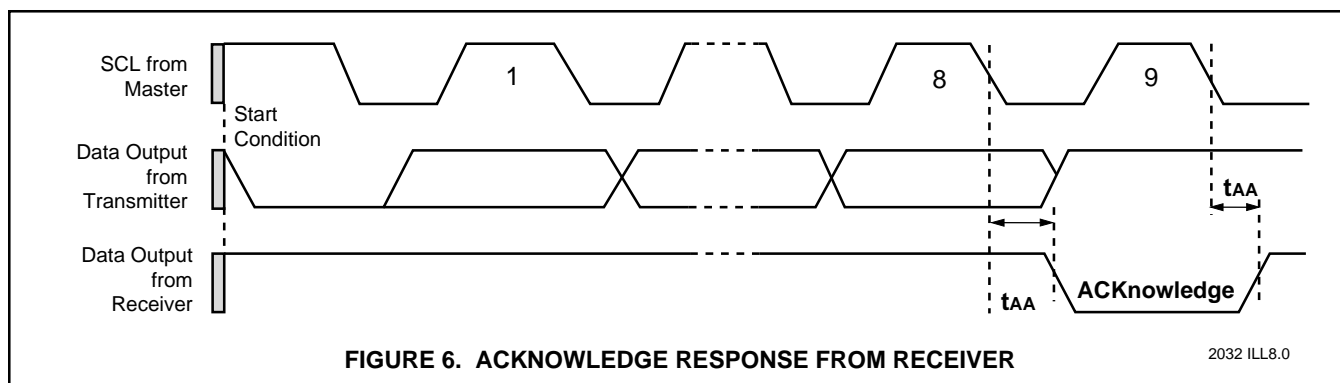 SCL from
Master
1
8
9
Start
Condition
Data Output
from
Transmitter
tAA
Data Output
from
Receiver
tAA
ACKnowledge
FIGURE 6. ACKNOWLEDGE RESPONSE FROM RECEIVER
2032 ILL8.0